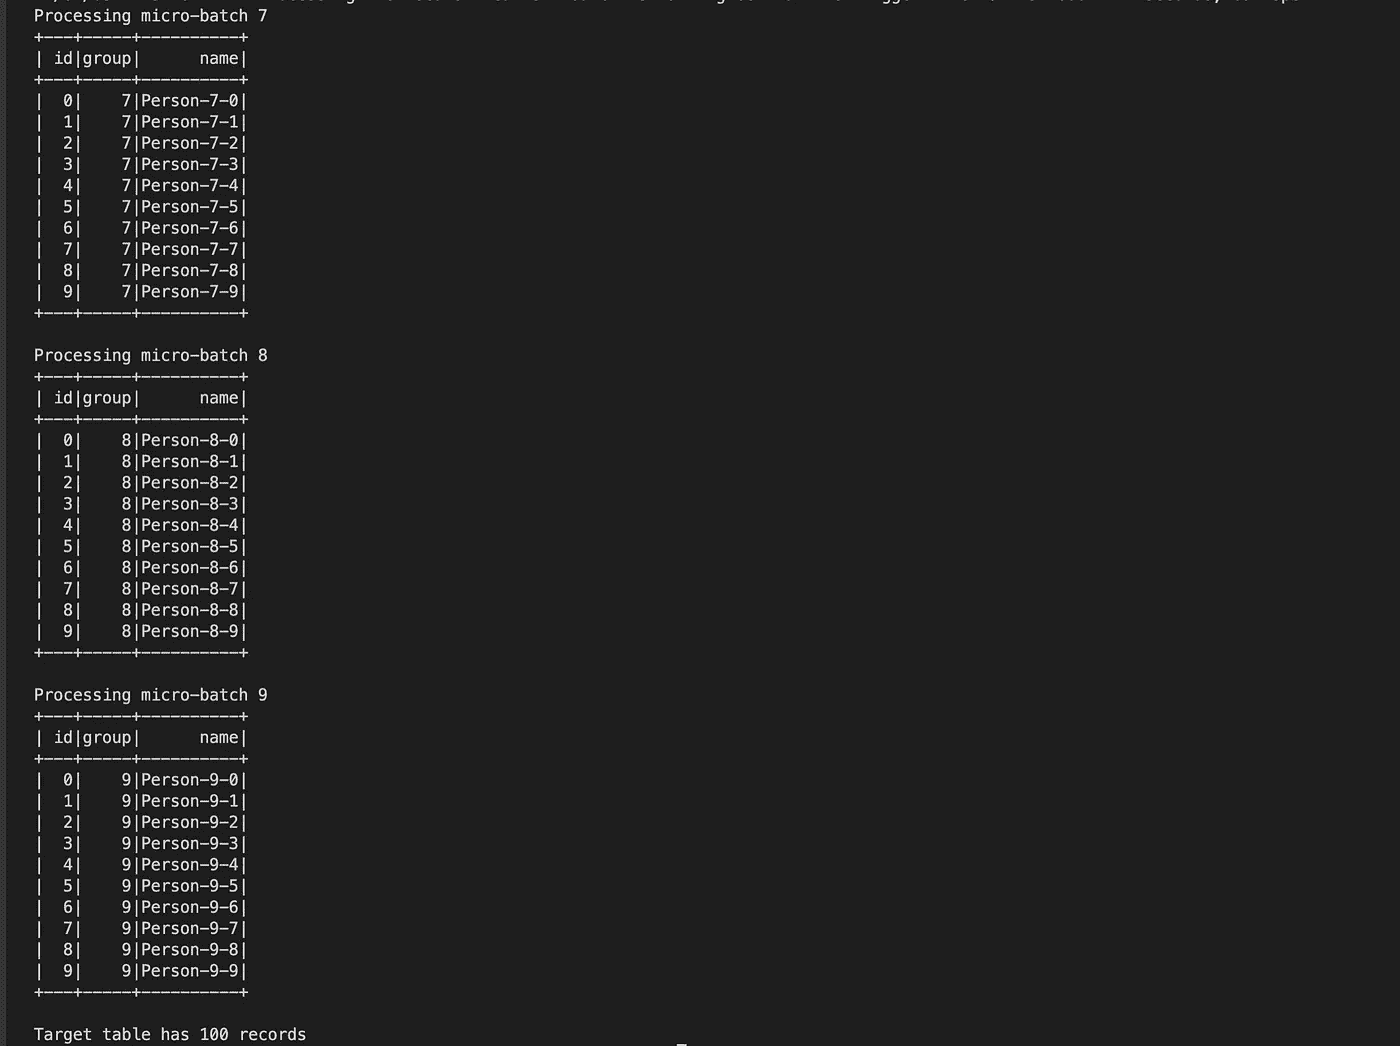 Processing micro-batch 7
+---+-----+----------+
| id|group|      name|
+---+-----+----------+
|  0|    7|Person-7-0|
|  1|    7|Person-7-1|
|  2|    7|Person-7-2|
|  3|    7|Person-7-3|
|  4|    7|Person-7-4|
|  5|    7|Person-7-5|
|  6|    7|Person-7-6|
|  7|    7|Person-7-7|
|  8|    7|Person-7-8|
|  9|    7|Person-7-9|
+---+-----+----------+

Processing micro-batch 8
+---+-----+----------+
| id|group|      name|
+---+-----+----------+
|  0|    8|Person-8-0|
|  1|    8|Person-8-1|
|  2|    8|Person-8-2|
|  3|    8|Person-8-3|
|  4|    8|Person-8-4|
|  5|    8|Person-8-5|
|  6|    8|Person-8-6|
|  7|    8|Person-8-7|
|  8|    8|Person-8-8|
|  9|    8|Person-8-9|
+---+-----+----------+

Processing micro-batch 9
+---+-----+----------+
| id|group|      name|
+---+-----+----------+
|  0|    9|Person-9-0|
|  1|    9|Person-9-1|
|  2|    9|Person-9-2|
|  3|    9|Person-9-3|
|  4|    9|Person-9-4|
|  5|    9|Person-9-5|
|  6|    9|Person-9-6|
|  7|    9|Person-9-7|
|  8|    9|Person-9-8|
|  9|    9|Person-9-9|
+---+-----+----------+

Target table has 100 records